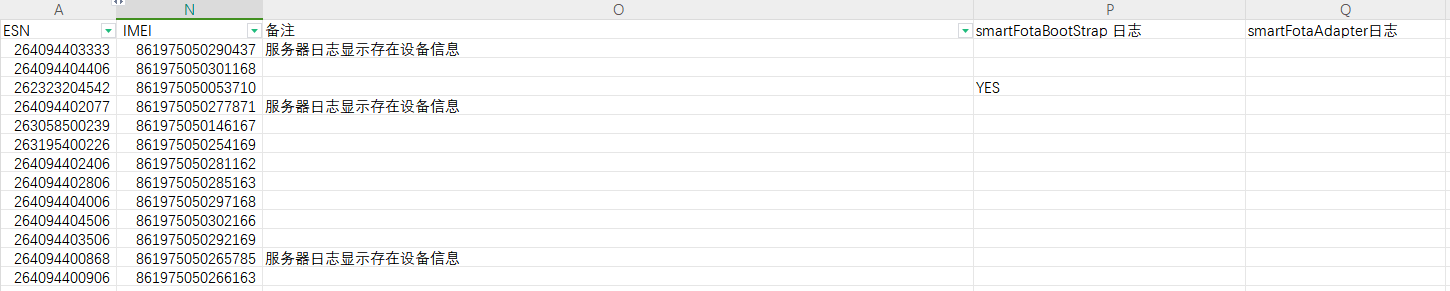 A N O P Q
ESN IMEI 备注 smartFotaBootStrap 日志 smartFotaAdapter日志
264094403333 861975050290437 服务器日志显示存在设备信息
264094404406 861975050301168
262323204542 861975050053710 YES
264094402077 861975050277871 服务器日志显示存在设备信息
263058500239 861975050146167
263195400226 861975050254169
264094402406 861975050281162
264094402806 861975050285163
264094404006 861975050297168
264094404506 861975050302166
264094403506 861975050292169
264094400868 861975050265785 服务器日志显示存在设备信息
264094400906 861975050266163